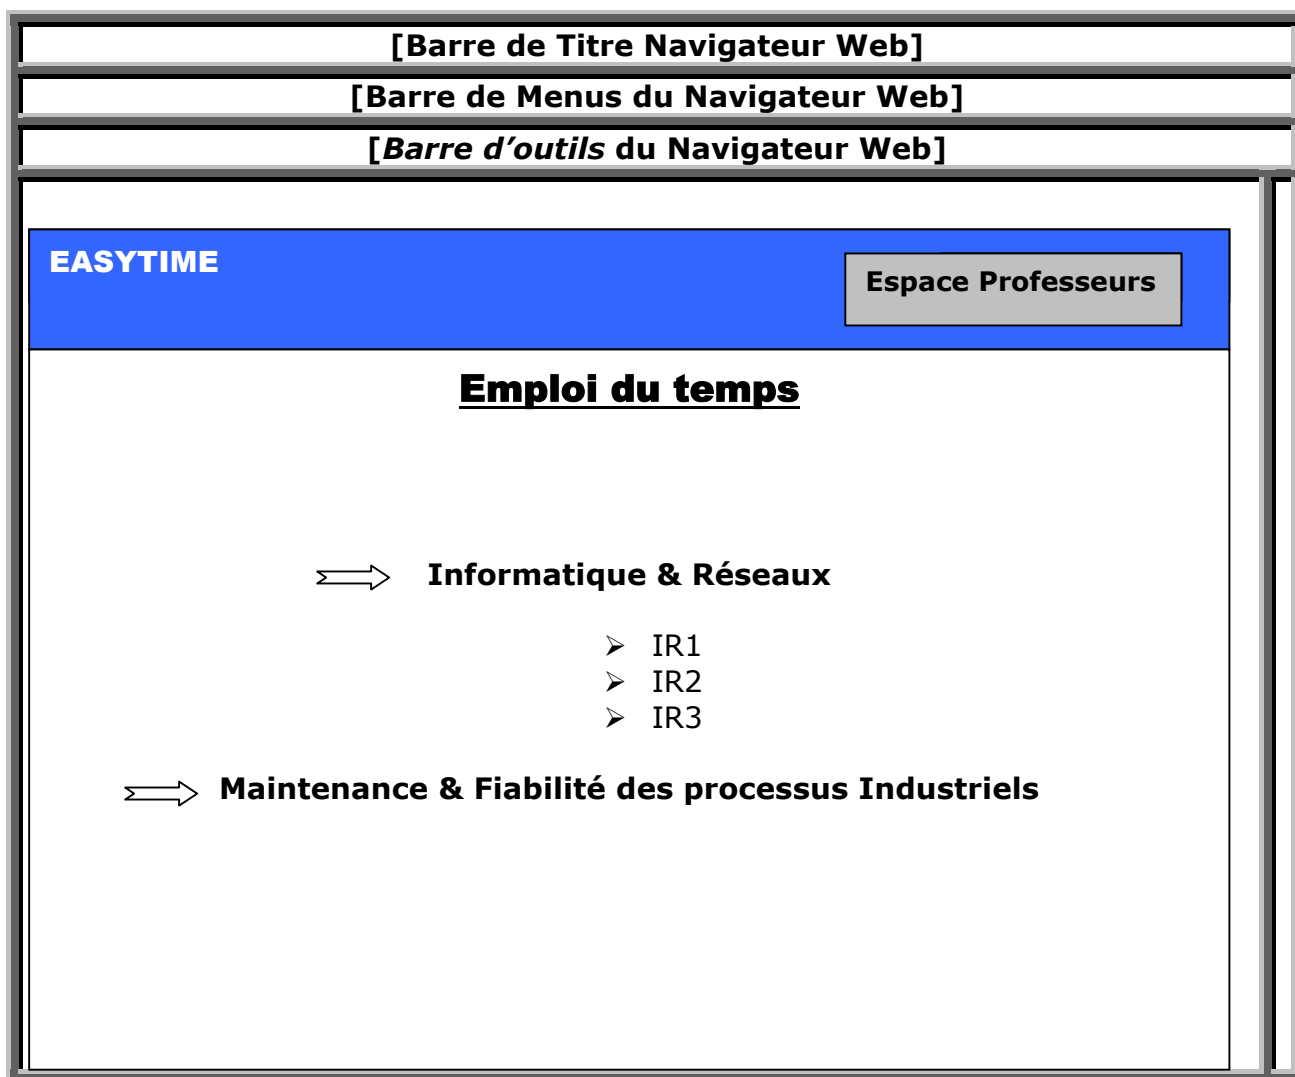 [Barre de Titre Navigateur Web]
[Barre de Menus du Navigateur Web]
[Barre d’outils du Navigateur Web]
EASYTIME
Espace Professeurs
Emploi du temps
Informatique & Réseaux
IR1
IR2
IR3
Maintenance & Fiabilité des processus Industriels